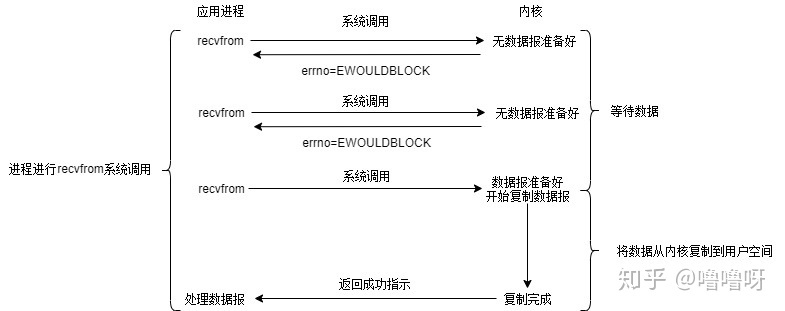 应用进程
系统调用
内核
recvfrom
无数据报准备好
errno=EWOULDBLOCK
系统调用
recvfrom
无数据报准备好
等待数据
errno=EWOULDBLOCK
进程进行recvfrom系统调用
系统调用
recvfrom
数据报准备好
开始复制数据报
将数据从内核复制到用户空间
返回成功指示
处理数据报
复制完成
知乎 @噜噜呀